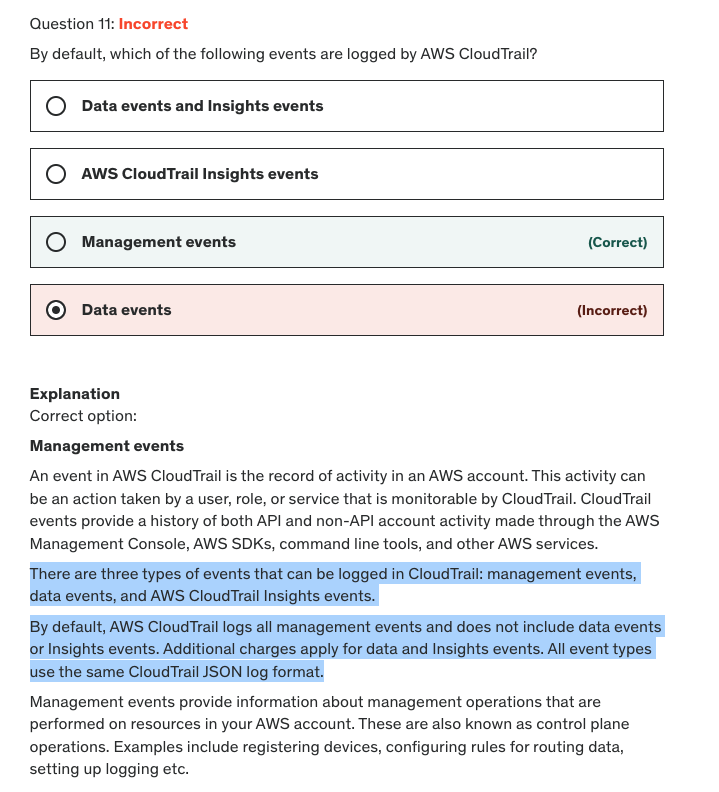 Question 11: Incorrect
By default, which of the following events are logged by AWS CloudTrail?
Data events and Insights events
AWS CloudTrail Insights events
Management events (Correct)
Data events (Incorrect)
Explanation
Correct option:
Management events
An event in AWS CloudTrail is the record of activity in an AWS account. This activity can
be an action taken by a user, role, or service that is monitorable by CloudTrail. CloudTrail
events provide a history of both API and non-API account activity made through the AWS
Management Console, AWS SDKs, command line tools, and other AWS services.
There are three types of events that can be logged in CloudTrail: management events,
data events, and AWS CloudTrail Insights events.
By default, AWS CloudTrail logs all management events and does not include data events
or Insights events. Additional charges apply for data and Insights events. All event types
use the same CloudTrail JSON log format.
Management events provide information about management operations that are
performed on resources in your AWS account. These are also known as control plane
operations. Examples include registering devices, configuring rules for routing data,
setting up logging etc.